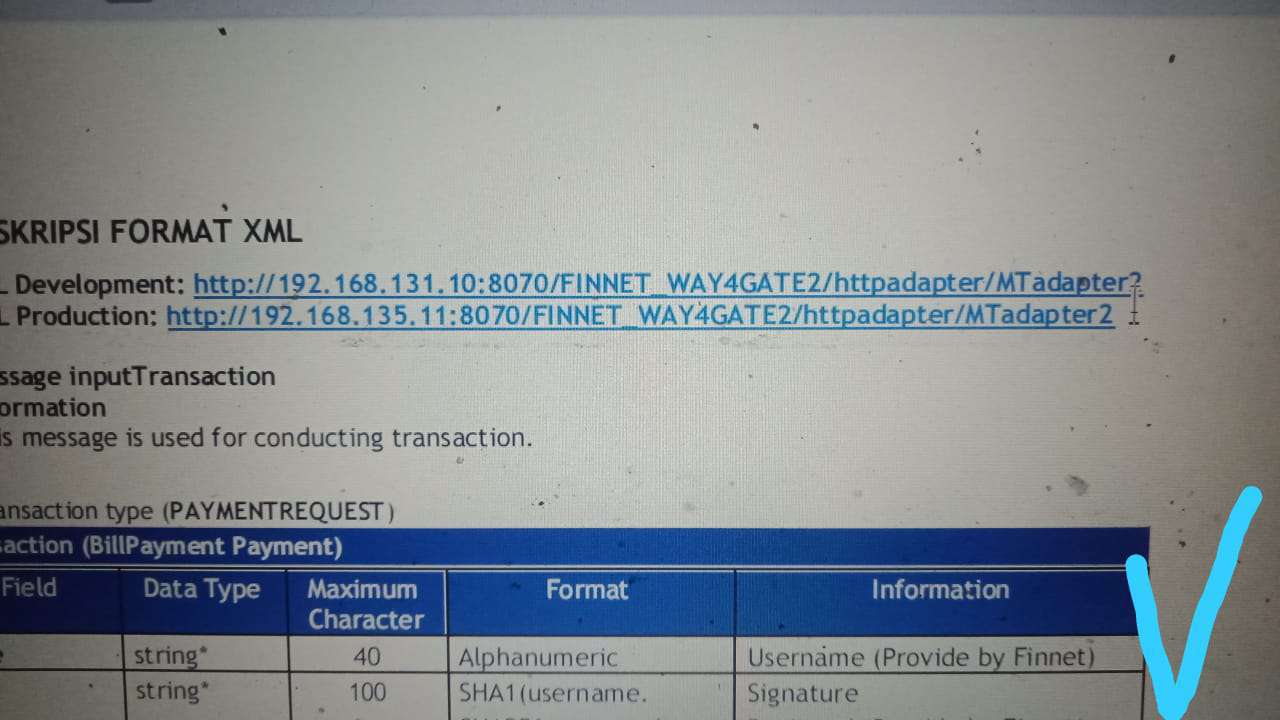 SKRIPSI FORMAT XML
L Development: http://192.168.131.10:8070/FINNET_WAY4GATE2/httpadapter/MTadapter2
L Production: http://192.168.135.11:8070/FINNET_WAY4GATE2/httpadapter/MTadapter2
ssage inputTransaction
ormation
is message is used for conducting transaction.
ansaction type (PAYMENTREQUEST)
saction (BillPayment Payment)
Field Data Type Maximum Character Format Information
string* 40 Alphanumeric Username (Provide by Finnet)
string* 100 SHA1(username. Signature